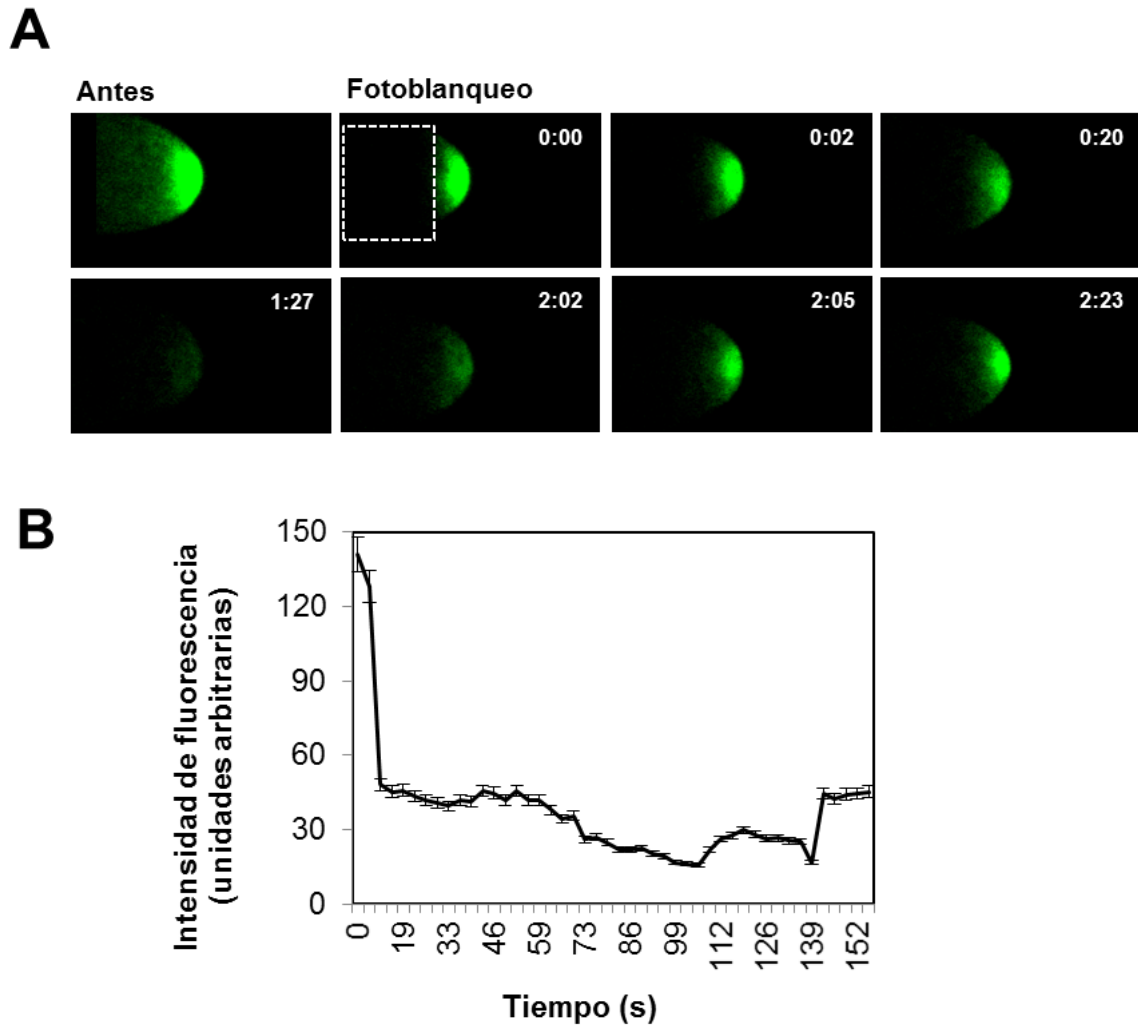 A
Antes
Fotoblanqueo
0:00
0:02
0:20
1:27
2:02
2:05
2:23
B
Intensidad de fluorescencia
(unidades arbitrarias)
150
120
90
60
30
0
0 19 33 46 59 73 86 99 112 126 139 152
Tiempo (s)